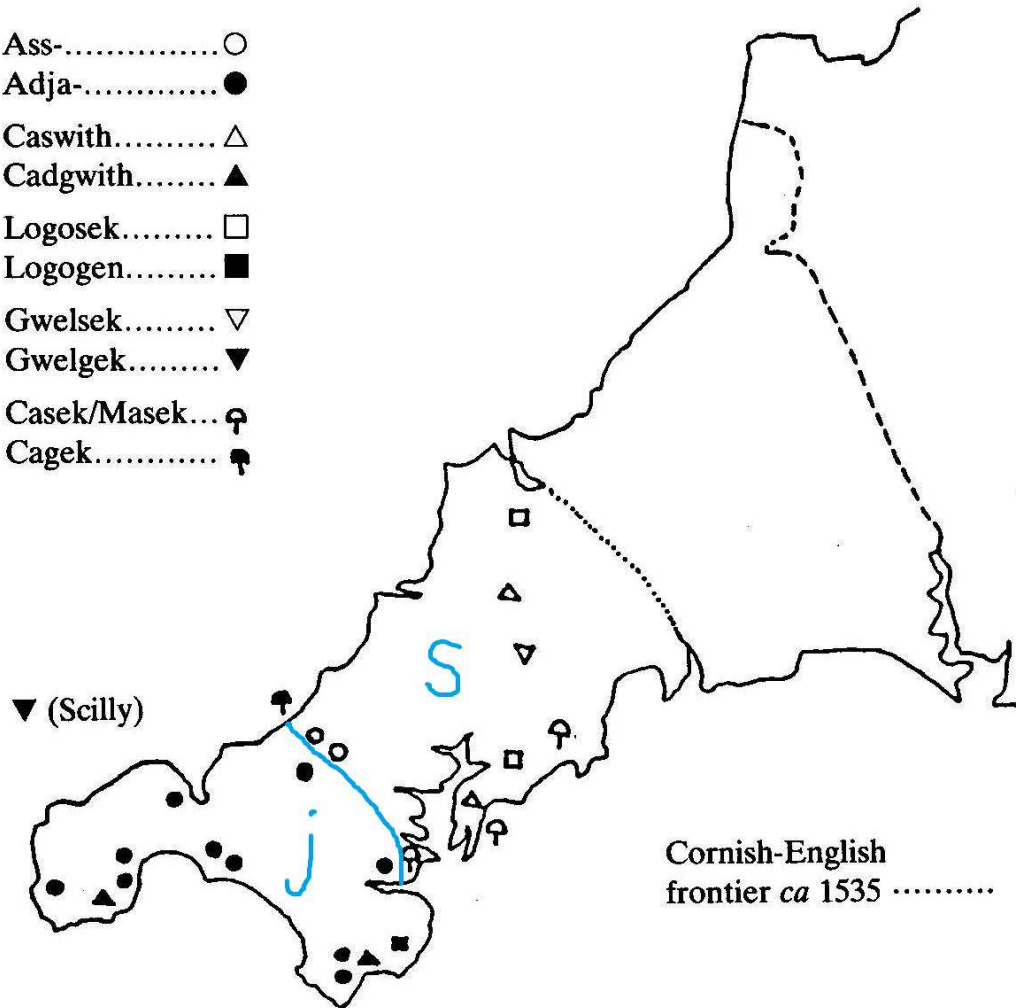 Ass-...............
Adja-.............
Caswith...........
Cadgwith........
Logosek.........
Logogen.........
Gwelsek.........
Gwelgek.........
Casek/Masek...
Cagek............
S
(Scilly)
j
Cornish-English
frontier ca 1535 ..........